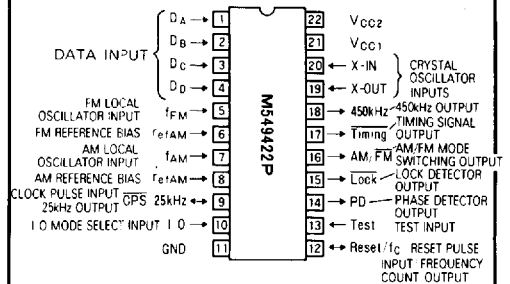 DATA INPUT
DA 1
DB 2
DC 3
DD 4
FM LOCAL
OSCILLATOR INPUT fFM 5
FM REFERENCE BIAS refAM 6
AM LOCAL
OSCILLATOR INPUT fAM 7
AM REFERENCE BIAS refAM 8
CLOCK PULSE INPUT CPS 25kHz 9
25kHz OUTPUT
I O MODE SELECT INPUT I O 10
GND 11
M549422P
22 VCC2
21 VCC1
20 X-IN
19 X-OUT
CRYSTAL
OSCILLATOR
INPUTS
18 450kHz 450kHz OUTPUT
17 Timing TIMING SIGNAL
OUTPUT
16 AM/FM AM/FM MODE
SWITCHING OUTPUT
15 Lock LOCK DETECTOR
OUTPUT
14 PD PHASE DETECTOR
OUTPUT
13 Test TEST INPUT
12 Reset/fC RESET PULSE
INPUT/FREQUENCY
COUNT OUTPUT